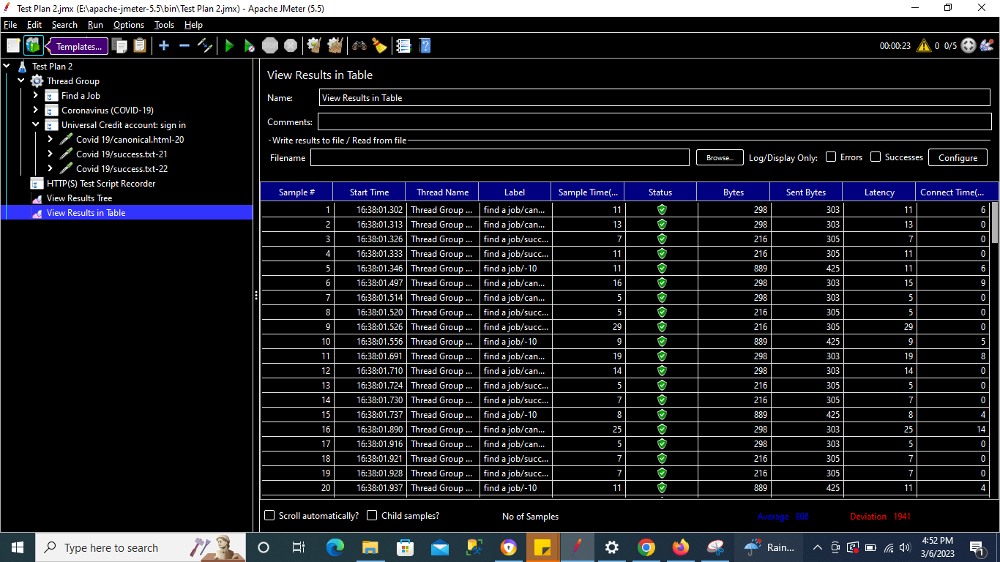 Test Plan 2.jmx (E:\apache-jmeter-5.5\bin\Test Plan 2.jmx) - Apache JMeter (5.5)
File Edit Search Run Options Tools Help
Templates... STOP 00:00:23 0 0/5
Test Plan 2
Thread Group
Find a Job
Coronavirus (COVID-19)
Universal Credit account: sign in
Covid 19/canonical.html-20
Covid 19/success.txt-21
Covid 19/success.txt-22
HTTP(S) Test Script Recorder
View Results Tree
View Results in Table
View Results in Table
Name: View Results in Table
Comments:
Write results to file / Read from file
Filename Browse... Log/Display Only: Errors Successes Configure
Sample # Start Time Thread Name Label Sample Time(... Status Bytes Sent Bytes Latency Connect Time(...
1 16:38:01.302 Thread Group ... find a job/can... 11 298 303 11 6
2 16:38:01.313 Thread Group ... find a job/can... 13 298 303 13 0
3 16:38:01.326 Thread Group ... find a job/succ... 7 216 305 7 0
4 16:38:01.333 Thread Group ... find a job/succ... 11 216 305 11 0
5 16:38:01.346 Thread Group ... find a job/-10 11 889 425 11 6
6 16:38:01.497 Thread Group ... find a job/can... 16 298 303 15 9
7 16:38:01.514 Thread Group ... find a job/can... 5 298 303 5 0
8 16:38:01.520 Thread Group ... find a job/succ... 5 216 305 5 0
9 16:38:01.526 Thread Group ... find a job/succ... 29 216 305 29 0
10 16:38:01.556 Thread Group ... find a job/-10 9 889 425 9 5
11 16:38:01.691 Thread Group ... find a job/can... 19 298 303 19 8
12 16:38:01.710 Thread Group ... find a job/can... 14 298 303 14 0
13 16:38:01.724 Thread Group ... find a job/succ... 5 216 305 5 0
14 16:38:01.730 Thread Group ... find a job/succ... 7 216 305 7 0
15 16:38:01.737 Thread Group ... find a job/-10 8 889 425 8 4
16 16:38:01.890 Thread Group ... find a job/can... 25 298 303 25 14
17 16:38:01.916 Thread Group ... find a job/can... 5 298 303 5 0
18 16:38:01.921 Thread Group ... find a job/succ... 7 216 305 7 0
19 16:38:01.928 Thread Group ... find a job/succ... 7 216 305 7 0
20 16:38:01.937 Thread Group ... find a job/-10 11 889 425 11 4
Scroll automatically? Child samples? No of Samples Average 806 Deviation 1941
Type here to search Rain... 4:52 PM
3/6/2023 1